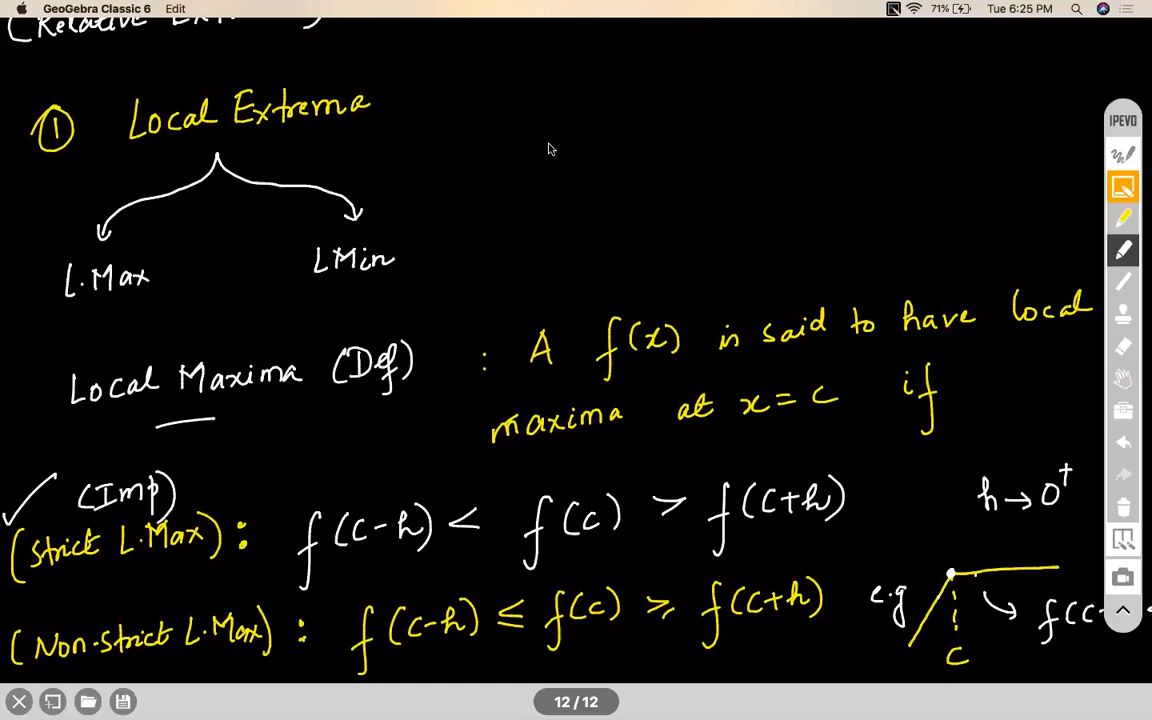 GeoGebra Classic 6 Edit 71% Tue 6:25 PM
(Relative
① Local Extrema
L.Max LMin
IPEVO
Local Maxima (Def) : A f(x) is said to have local
maxima at x = c if
(Imp)
(Strict L.Max) : f(c-h) < f(c) > f(c+h) h → 0⁺
(Non-strict L.Max) : f(c-h) ≤ f(c) ≥ f(c+h) e.g f(c
c
12 / 12